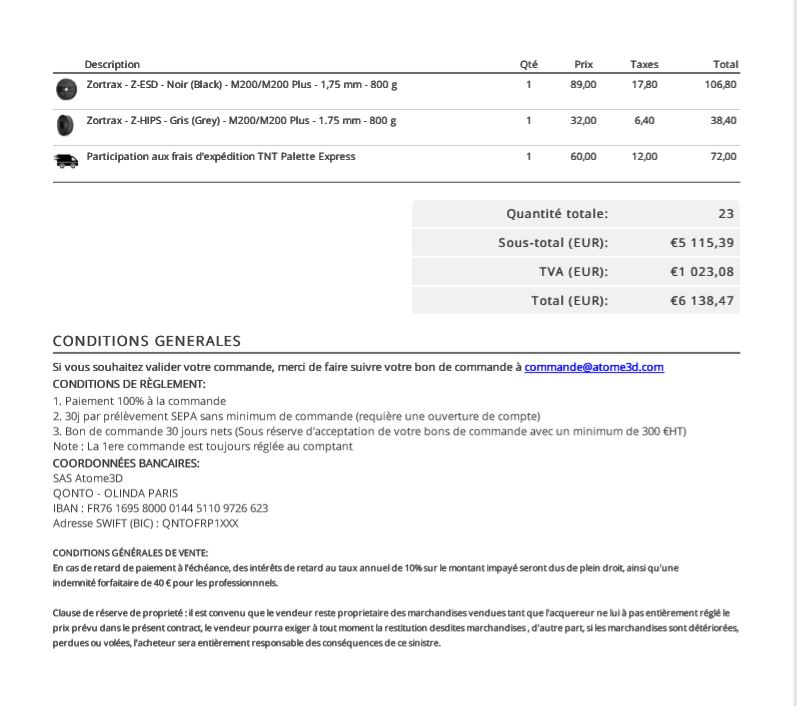 Description Qté Prix Taxes Total
Zortrax - Z-ESD - Noir (Black) - M200/M200 Plus - 1,75 mm - 800 g 1 89,00 17,80 106,80
Zortrax - Z-HIPS - Gris (Grey) - M200/M200 Plus - 1.75 mm - 800 g 1 32,00 6,40 38,40
Participation aux frais d'expédition TNT Palette Express 1 60,00 12,00 72,00
Quantité totale: 23
Sous-total (EUR): €5 115,39
TVA (EUR): €1 023,08
Total (EUR): €6 138,47
CONDITIONS GENERALES
Si vous souhaitez valider votre commande, merci de faire suivre votre bon de commande à commande@atome3d.com
CONDITIONS DE RÈGLEMENT:
1. Paiement 100% à la commande
2. 30j par prélèvement SEPA sans minimum de commande (requière une ouverture de compte)
3. Bon de commande 30 jours nets (Sous réserve d'acceptation de votre bons de commande avec un minimum de 300 €HT)
Note : La 1ere commande est toujours réglée au comptant
COORDONNÉES BANCAIRES:
SAS Atome3D
QONTO - OLINDA PARIS
IBAN : FR76 1695 8000 0144 5110 9726 623
Adresse SWIFT (BIC) : QNTOFRP1XXX
CONDITIONS GÉNÉRALES DE VENTE:
En cas de retard de paiement à l'échéance, des intérêts de retard au taux annuel de 10% sur le montant impayé seront dus de plein droit, ainsi qu'une
indemnité forfaitaire de 40 € pour les professionnnels.
Clause de réserve de proprieté : il est convenu que le vendeur reste proprietaire des marchandises vendues tant que l'acquereur ne lui à pas entièrement réglé le
prix prévu dans le présent contract, le vendeur pourra exiger à tout moment la restitution desdites marchandises , d'autre part, si les marchandises sont détériorées,
perdues ou volées, l'acheteur sera entièrement responsable des conséquences de ce sinistre.